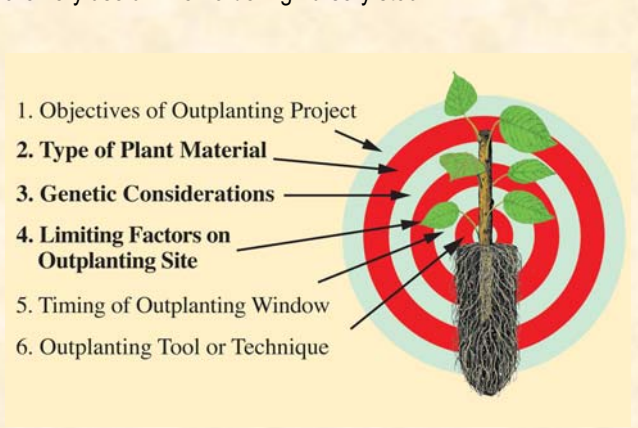 1. Objectives of Outplanting Project
2. Type of Plant Material
3. Genetic Considerations
4. Limiting Factors on
Outplanting Site
5. Timing of Outplanting Window
6. Outplanting Tool or Technique